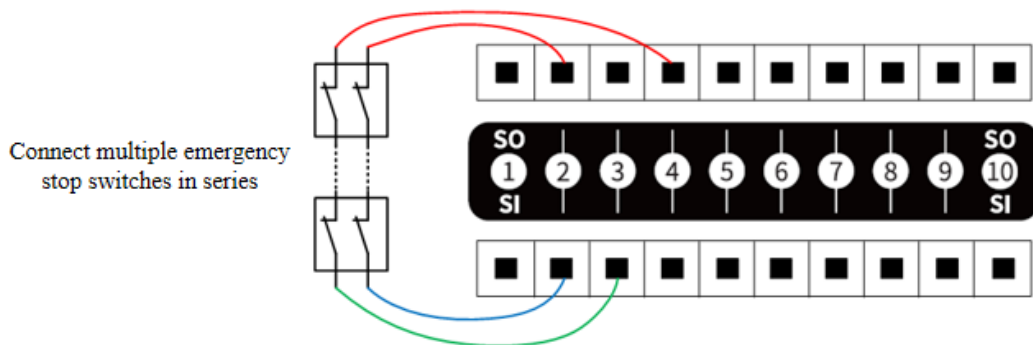 Connect multiple emergency
stop switches in series
SO SO
1 2 3 4 5 6 7 8 9 10
SI SI